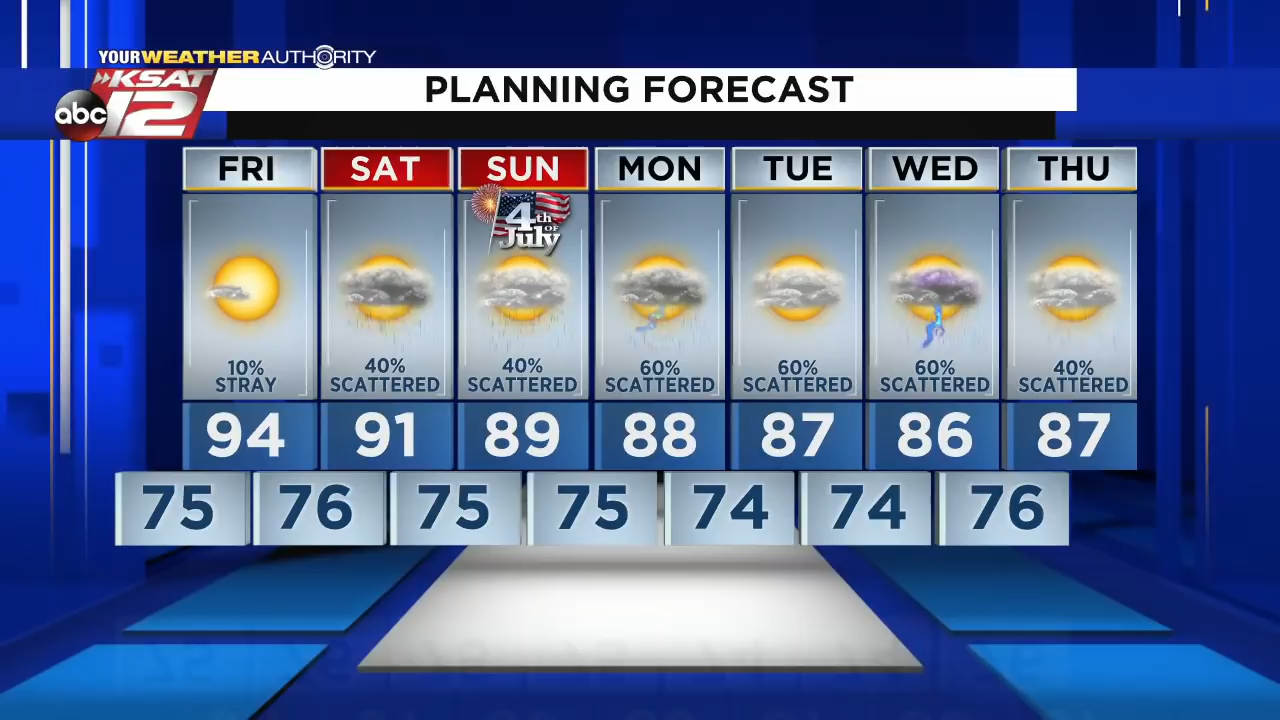 YOURWEATHERAUTHORITY
KSAT
abc 12
PLANNING FORECAST
FRI SAT SUN MON TUE WED THU
4th OF July
10% 40% 40% 60% 60% 60% 40%
STRAY SCATTERED SCATTERED SCATTERED SCATTERED SCATTERED SCATTERED
94 91 89 88 87 86 87
75 76 75 75 74 74 76